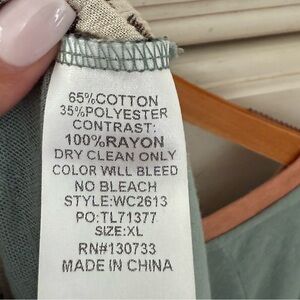 65%COTTON
35%POLYESTER
CONTRAST:
100%RAYON
DRY CLEAN ONLY
COLOR WILL BLEED
NO BLEACH
STYLE:WC2613
PO:TL71377
SIZE:XL
RN#130733
MADE IN CHINA